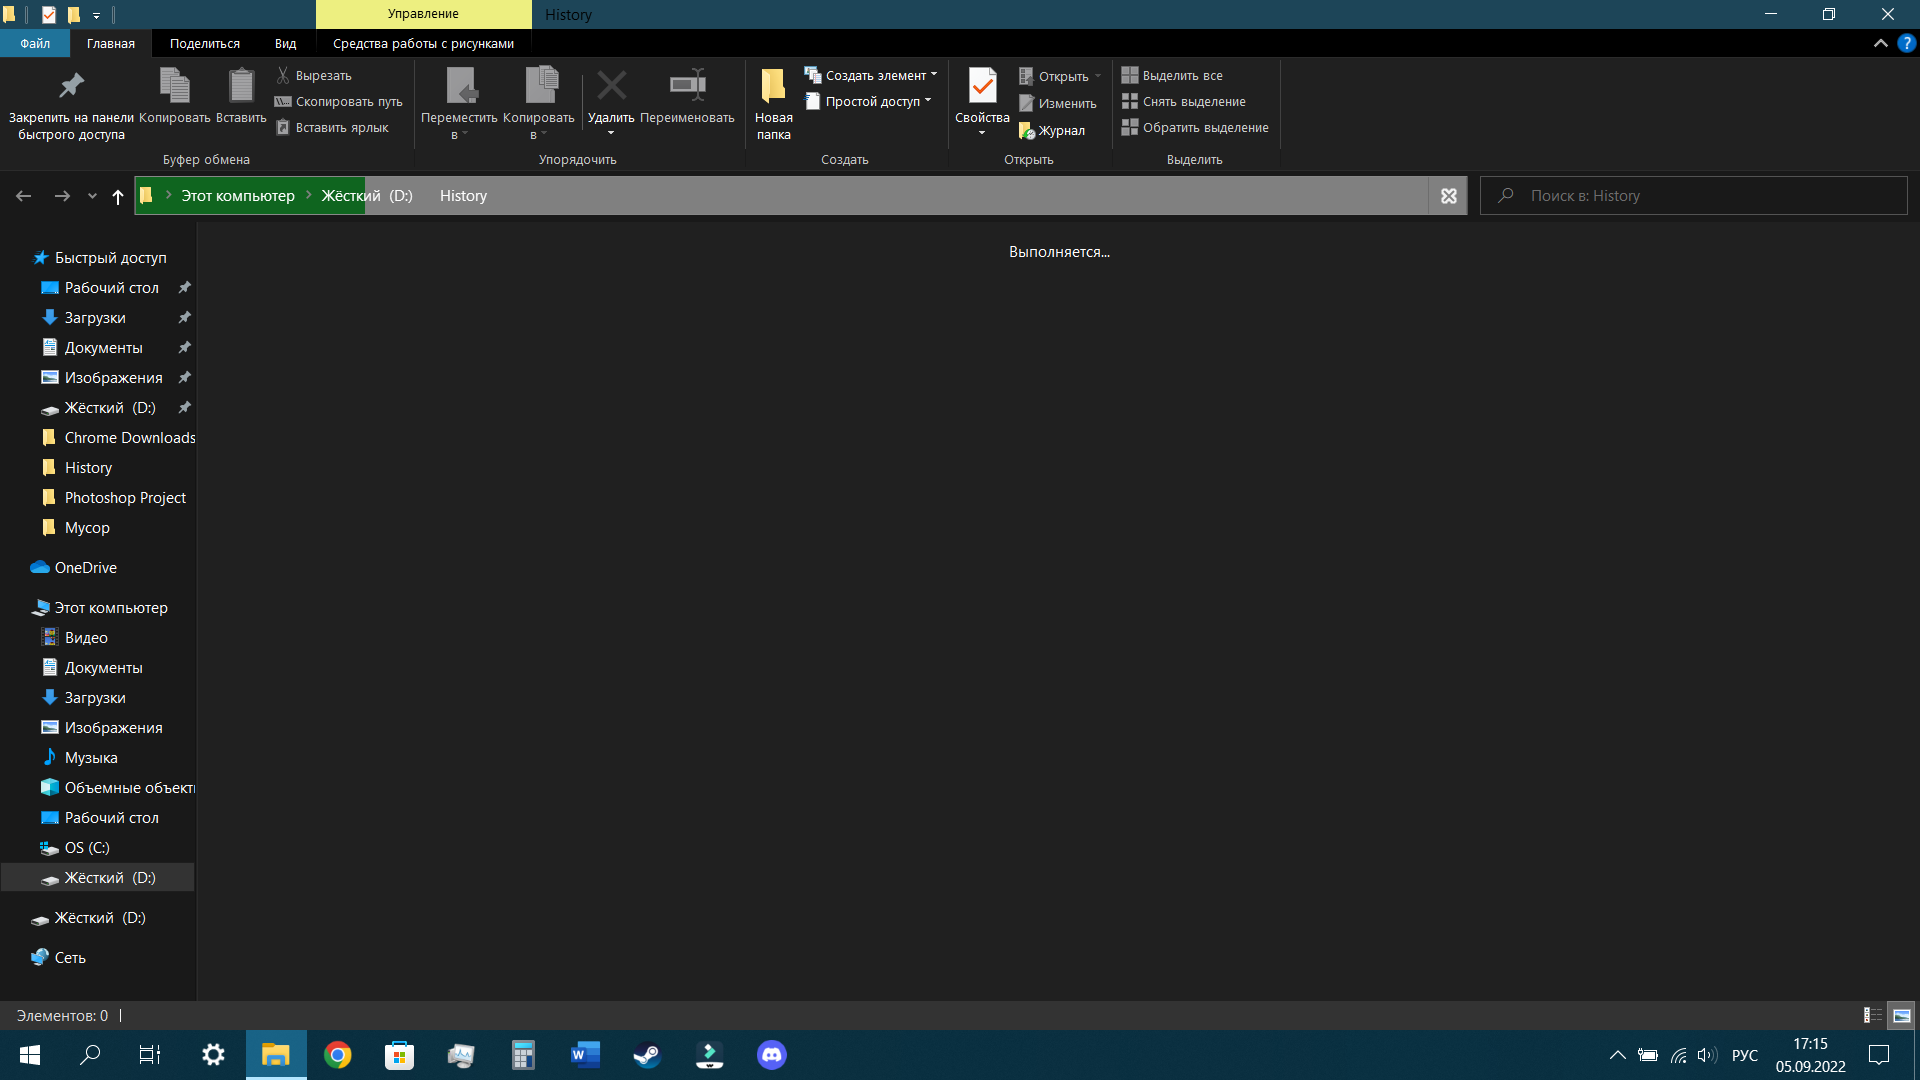 Управление
History
Файл
Главная
Поделиться
Вид
Средства работы с рисунками
Закрепить на панели
быстрого доступа
Копировать
Вставить
Вырезать
Скопировать путь
Вставить ярлык
Буфер обмена
Переместить
в
Копировать
в
Удалить
Переименовать
Упорядочить
Новая
папка
Создать элемент
Простой доступ
Создать
Свойства
Открыть
Изменить
Журнал
Открыть
Выделить все
Снять выделение
Обратить выделение
Выделить
Этот компьютер
Жёсткий (D:)
History
Поиск в: History
Выполняется...
Быстрый доступ
Рабочий стол
Загрузки
Документы
Изображения
Жёсткий (D:)
Chrome Downloads
History
Photoshop Project
Мусор
OneDrive
Этот компьютер
Видео
Документы
Загрузки
Изображения
Музыка
Объемные объект
Рабочий стол
OS (C:)
Жёсткий (D:)
Жёсткий (D:)
Сеть
Элементов: 0
РУС
17:15
05.09.2022